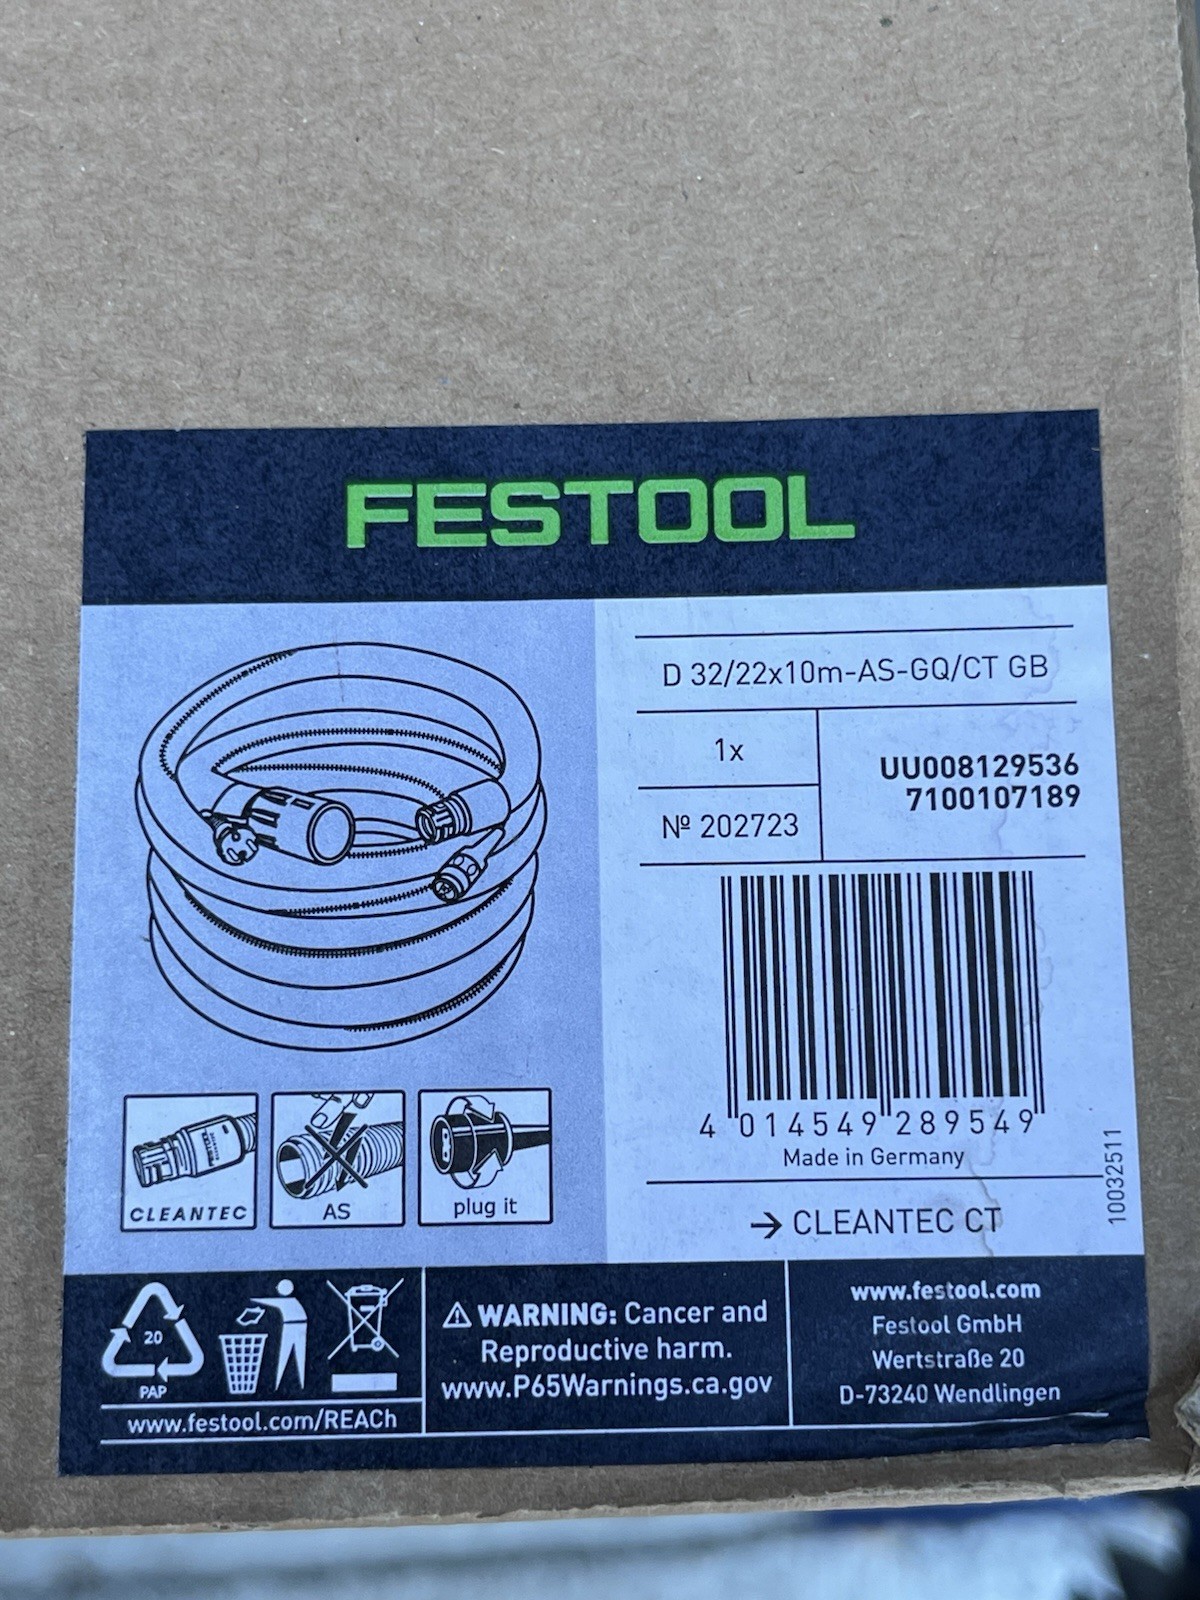 FESTOOL
D 32/22x10m-AS-GQ/CT GB
1x
Nº 202723
UU008129536
7100107189
4 014549 289549
Made in Germany
10032511
→ CLEANTEC CT
CLEANTEC
AS
plug it
20
PAP
www.festool.com/REACh
⚠ WARNING: Cancer and
Reproductive harm.
www.P65Warnings.ca.gov
www.festool.com
Festool GmbH
Wertstraße 20
D-73240 Wendlingen